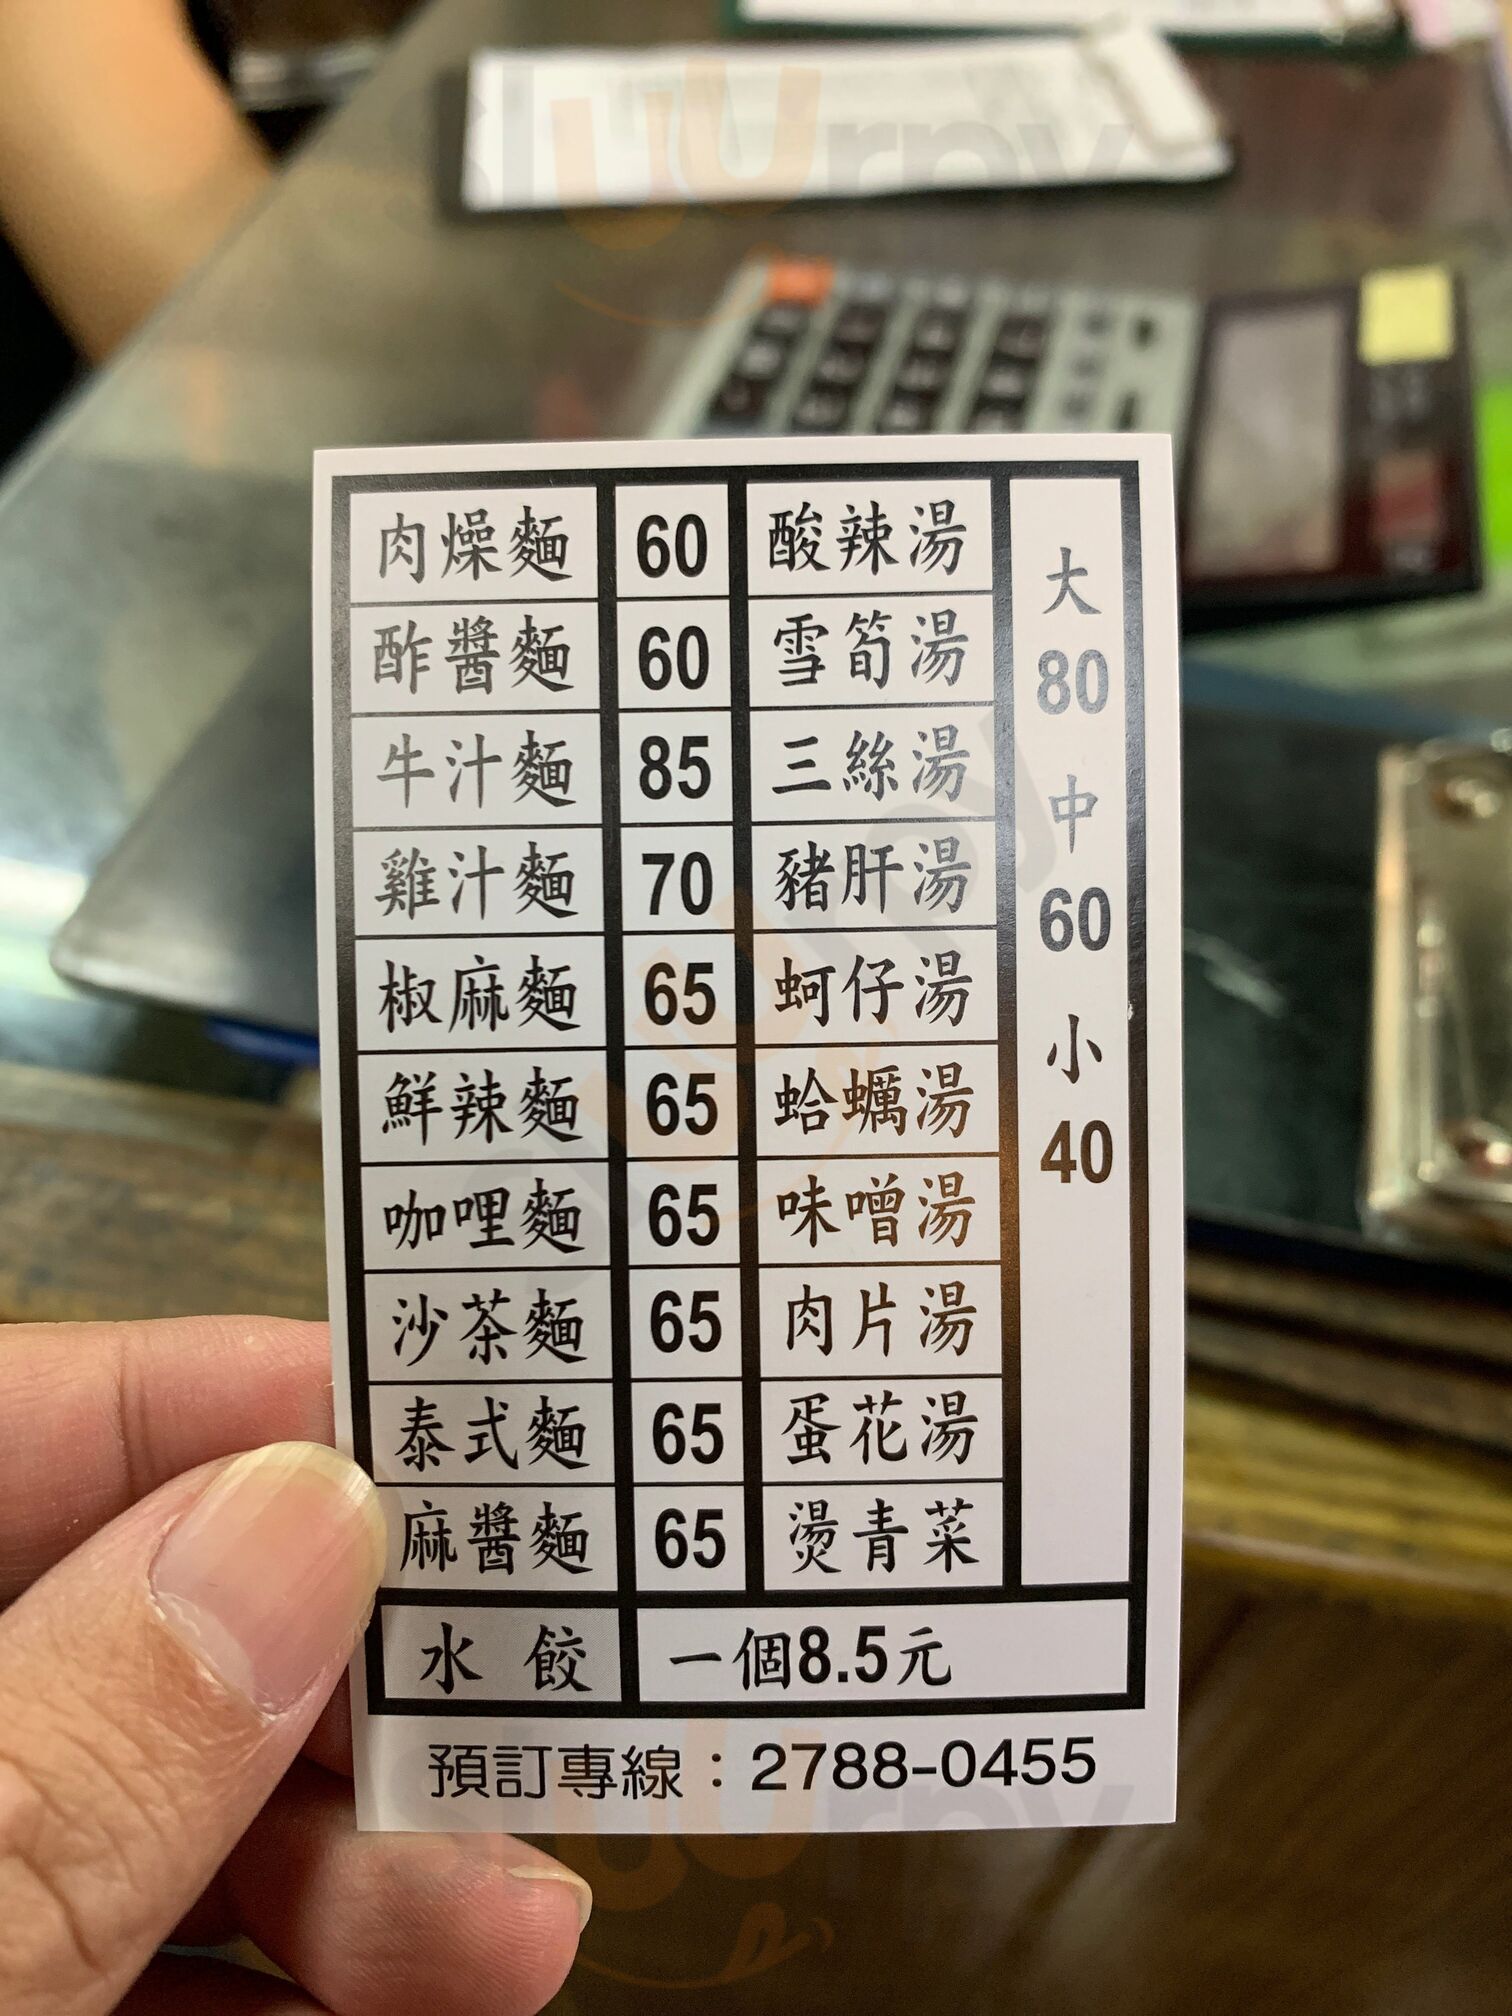 肉燥麵 60 酸辣湯
酢醬麵 60 雪筍湯
牛汁麵 85 三絲湯
雞汁麵 70 豬肝湯
椒麻麵 65 蚵仔湯
鮮辣麵 65 蛤蠣湯
咖哩麵 65 味噌湯
沙茶麵 65 肉片湯
泰式麵 65 蛋花湯
麻醬麵 65 燙青菜
大
80
中
60
小
40
水餃 一個8.5元
預訂專線：2788-0455